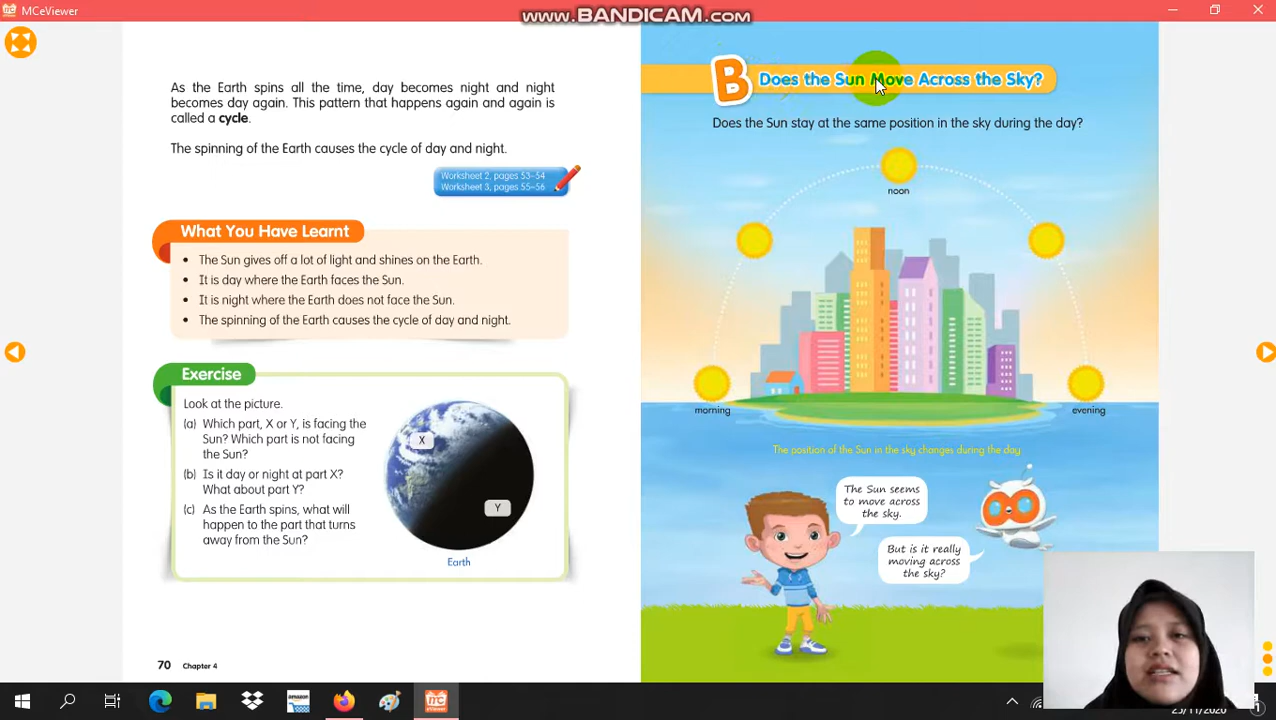 MCeViewer
www.BANDICAM.com
As the Earth spins all the time, day becomes night and night
becomes day again. This pattern that happens again and again is
called a cycle.
The spinning of the Earth causes the cycle of day and night.
Worksheet 2, pages 53–54
Worksheet 3, pages 55–56
What You Have Learnt
• The Sun gives off a lot of light and shines on the Earth.
• It is day where the Earth faces the Sun.
• It is night where the Earth does not face the Sun.
• The spinning of the Earth causes the cycle of day and night.
Exercise
Look at the picture.
(a) Which part, X or Y, is facing the
Sun? Which part is not facing
the Sun?
(b) Is it day or night at part X?
What about part Y?
(c) As the Earth spins, what will
happen to the part that turns
away from the Sun?
X
Y
Earth
70 Chapter 4
B Does the Sun Move Across the Sky?
Does the Sun stay at the same position in the sky during the day?
noon
morning
evening
The position of the Sun in the sky changes during the day
The Sun seems
to move across
the sky.
But is it really
moving across
the sky?
amazon
mc